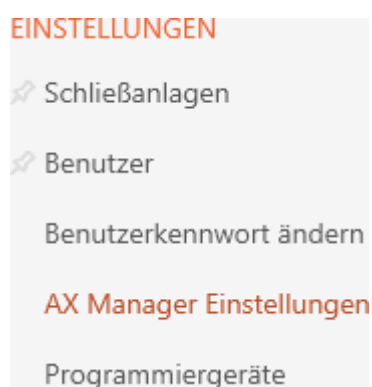 EINSTELLUNGEN
Schließanlagen
Benutzer
Benutzerkennwort ändern
AX Manager Einstellungen
Programmiergeräte